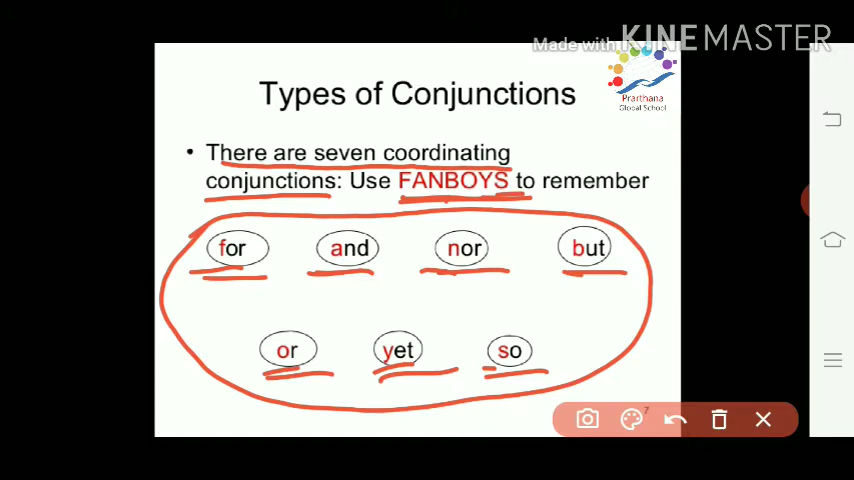 Made with KINEMASTER
Types of Conjunctions
Prarthana
Global School
• There are seven coordinating
conjunctions: Use FANBOYS to remember
for and nor but
or yet so
7